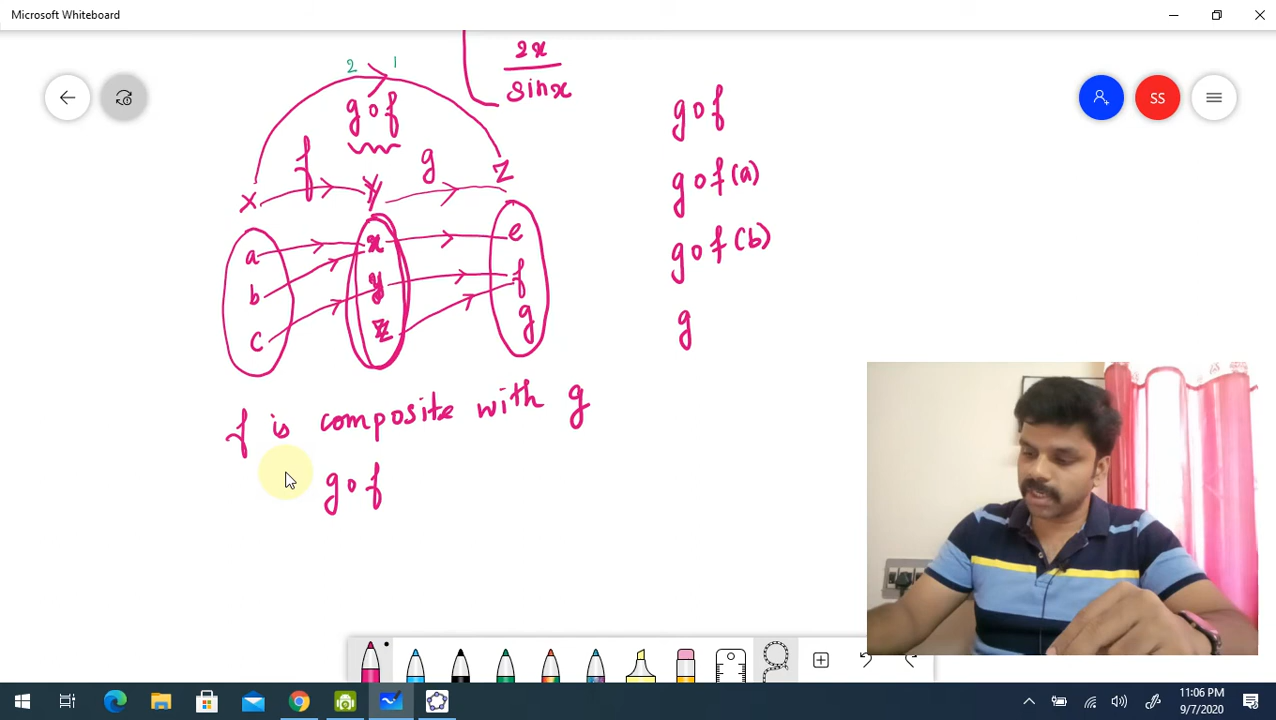 Microsoft Whiteboard
2x
sinx
2 1
gof
f
g
X
Y
Z
a
b
c
x
y
z
e
f
g
f is composite with g
gof
gof
gof(a)
gof(b)
g
SS
11:06 PM
9/7/2020